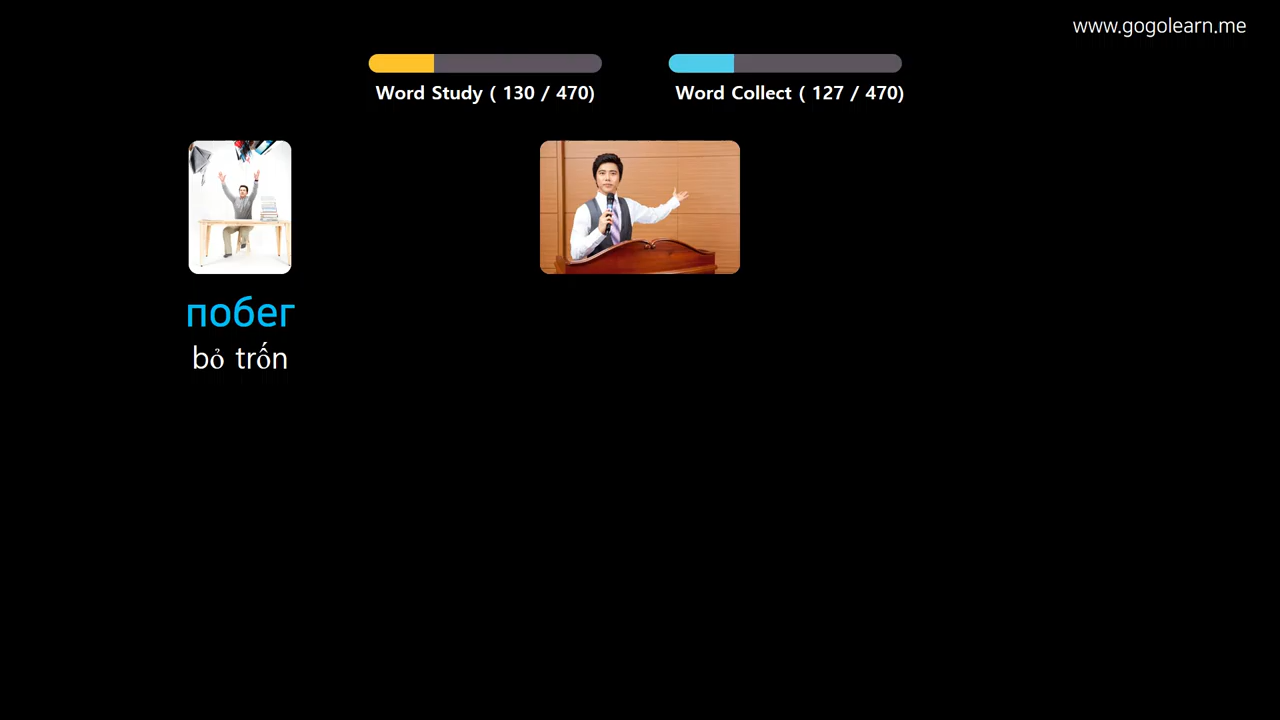 www.gogolearn.me
Word Study ( 130 / 470)
Word Collect ( 127 / 470)
побег
bỏ trốn